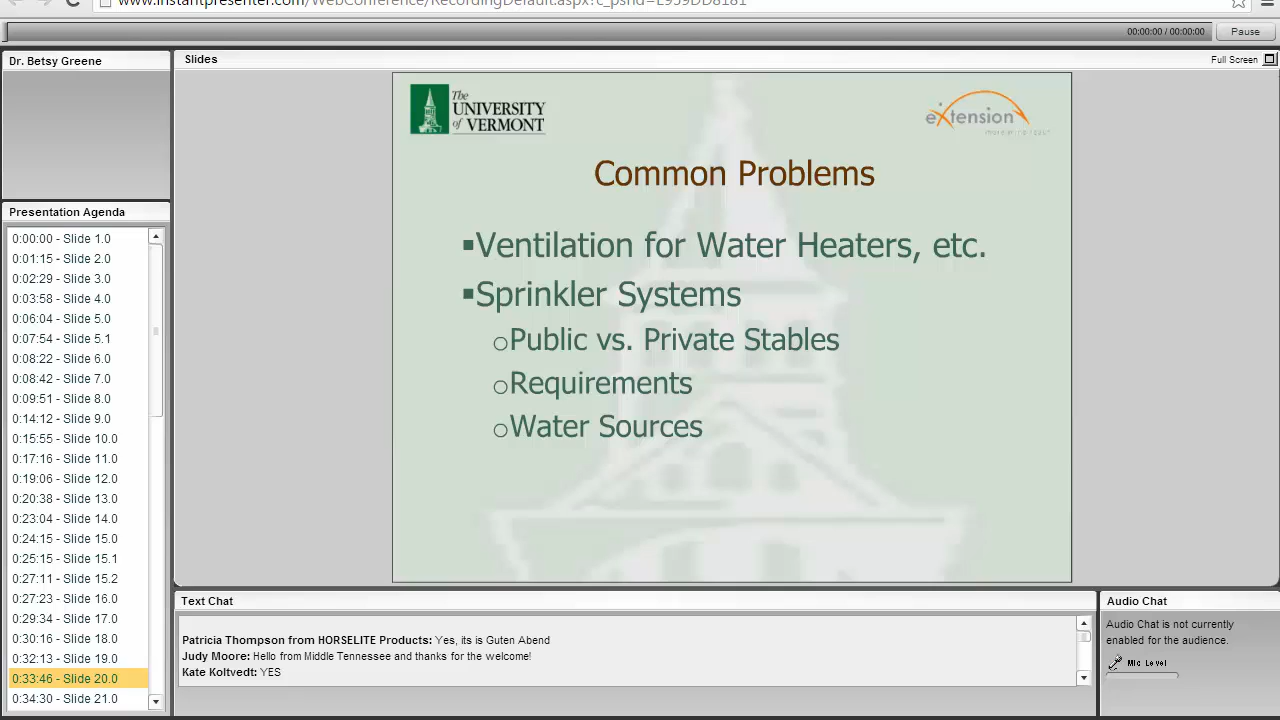 www.instantpresenter.com/WebConference/RecordingDefault.aspx?c_psrid=E959DD8181
00:00:00 / 00:00:00
Pause
Dr. Betsy Greene
Slides
Full Screen
The
UNIVERSITY
of VERMONT
eXtension
Common Problems
▪Ventilation for Water Heaters, etc.
▪Sprinkler Systems
oPublic vs. Private Stables
oRequirements
oWater Sources
Presentation Agenda
0:00:00 - Slide 1.0
0:01:15 - Slide 2.0
0:02:29 - Slide 3.0
0:03:58 - Slide 4.0
0:06:04 - Slide 5.0
0:07:54 - Slide 5.1
0:08:22 - Slide 6.0
0:08:42 - Slide 7.0
0:09:51 - Slide 8.0
0:14:12 - Slide 9.0
0:15:55 - Slide 10.0
0:17:16 - Slide 11.0
0:19:06 - Slide 12.0
0:20:38 - Slide 13.0
0:23:04 - Slide 14.0
0:24:15 - Slide 15.0
0:25:15 - Slide 15.1
0:27:11 - Slide 15.2
0:27:23 - Slide 16.0
0:29:34 - Slide 17.0
0:30:16 - Slide 18.0
0:32:13 - Slide 19.0
0:33:46 - Slide 20.0
0:34:30 - Slide 21.0
Text Chat
Patricia Thompson from HORSELITE Products: Yes, its is Guten Abend
Judy Moore: Hello from Middle Tennessee and thanks for the welcome!
Kate Koltvedt: YES
Audio Chat
Audio Chat is not currently
enabled for the audience.
Mic Level